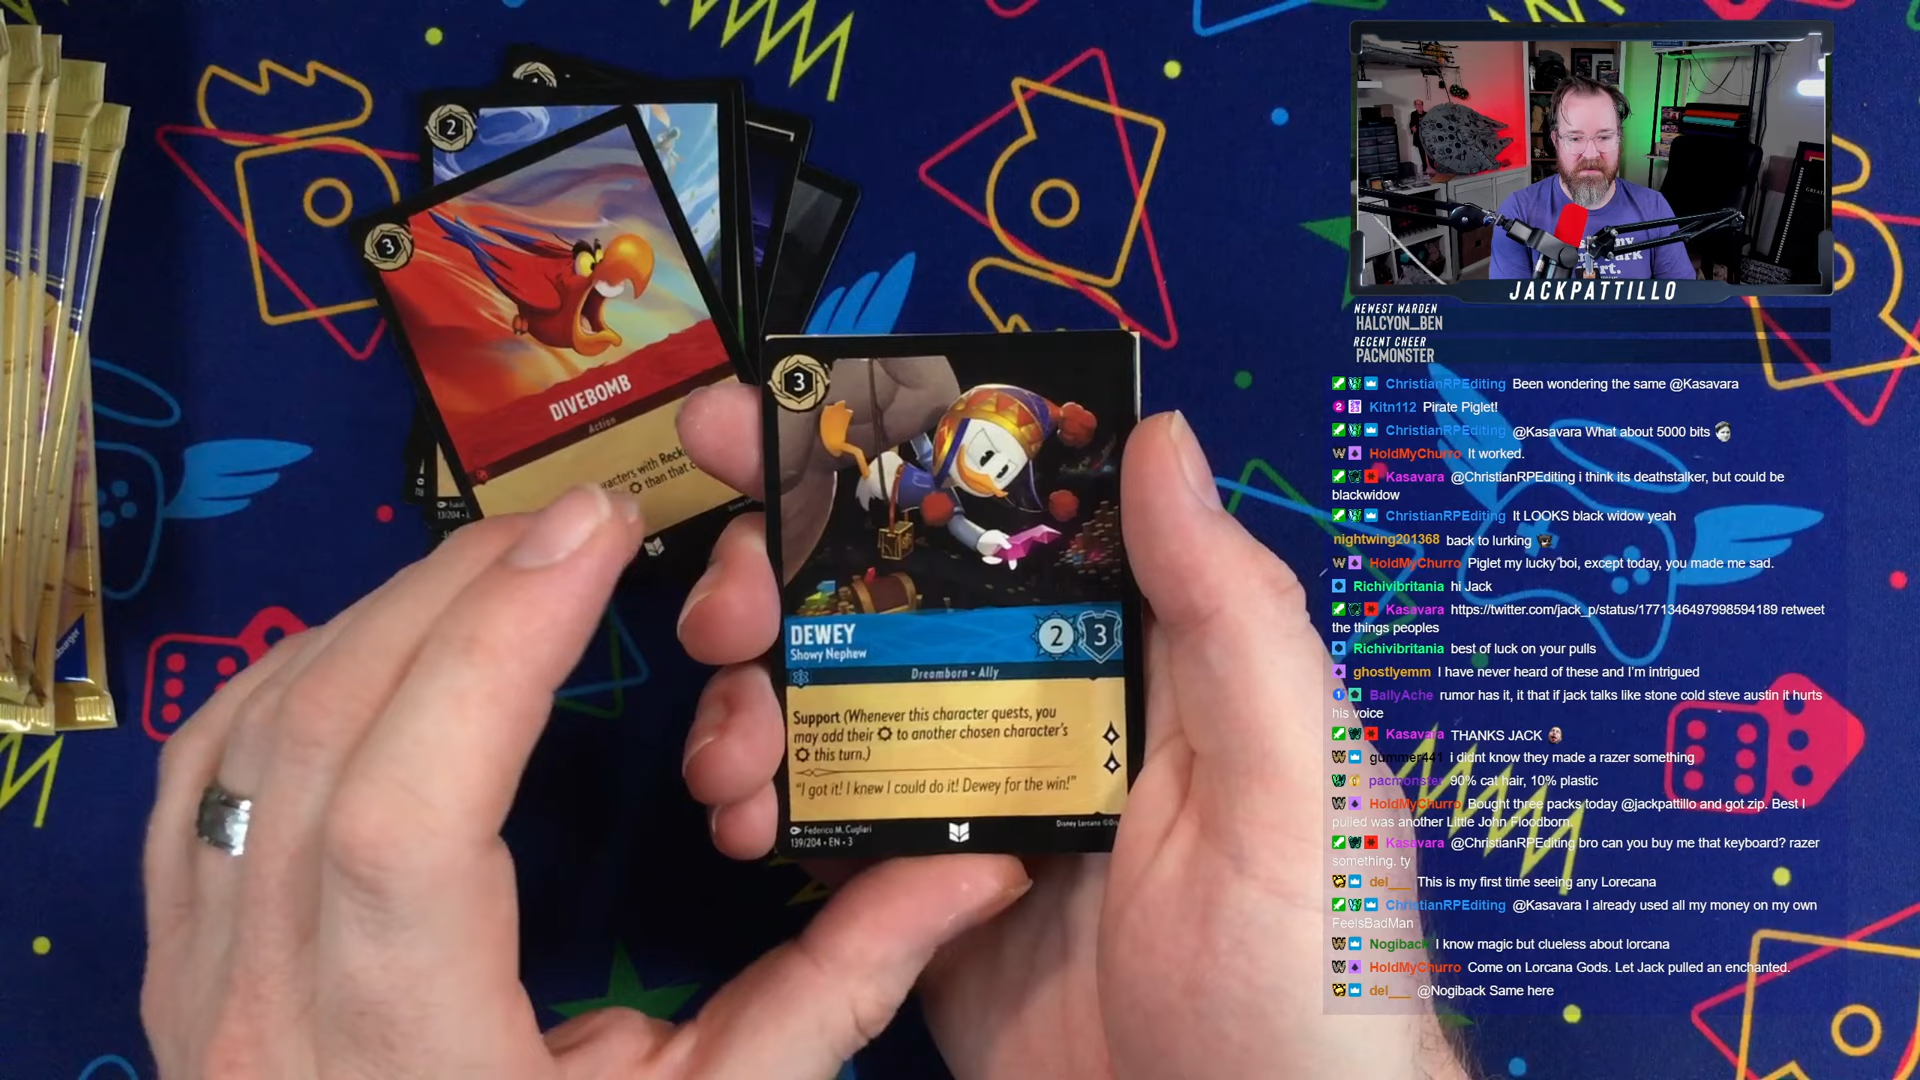 2
3
DIVEBOMB
Action
than that
13/204
3
DEWEY
Showy Nephew
2 3
Dreamborn • Ally
Support (Whenever this character quests, you
may add their to another chosen character's
this turn.)
"I got it! I knew I could do it! Dewey for the win!"
Federico M. Cugliari
139/204 • EN • 3
Disney Lorcana
JACKPATTILLO
NEWEST WARDEN
HALCYON_BEN
RECENT CHEER
PACMONSTER
ChristianRPEditing Been wondering the same @Kasavara
Kitn112 Pirate Piglet!
ChristianRPEditing @Kasavara What about 5000 bits
HoldMyChurro It worked.
Kasavara @ChristianRPEditing i think its deathstalker, but could be
blackwidow
ChristianRPEditing It LOOKS black widow yeah
nightwing201368 back to lurking
HoldMyChurro Piglet my lucky boi, except today, you made me sad.
Richivibritania hi Jack
Kasavara https://twitter.com/jack_p/status/1771346497998594189 retweet
the things peoples
Richivibritania best of luck on your pulls
ghostlyemm I have never heard of these and I'm intrigued
BallyAche rumor has it, it that if jack talks like stone cold steve austin it hurts
his voice
Kasavara THANKS JACK
gummer441 i didnt know they made a razer something
pacmonster 90% cat hair, 10% plastic
HoldMyChurro Bought three packs today @jackpattillo and got zip. Best I
pulled was another Little John Floodborn.
Kasavara @ChristianRPEditing bro can you buy me that keyboard? razer
something. ty
del___ This is my first time seeing any Lorecana
ChristianRPEditing @Kasavara I already used all my money on my own
FeelsBadMan
Nogiback I know magic but clueless about lorcana
HoldMyChurro Come on Lorcana Gods. Let Jack pulled an enchanted.
del___ @Nogiback Same here